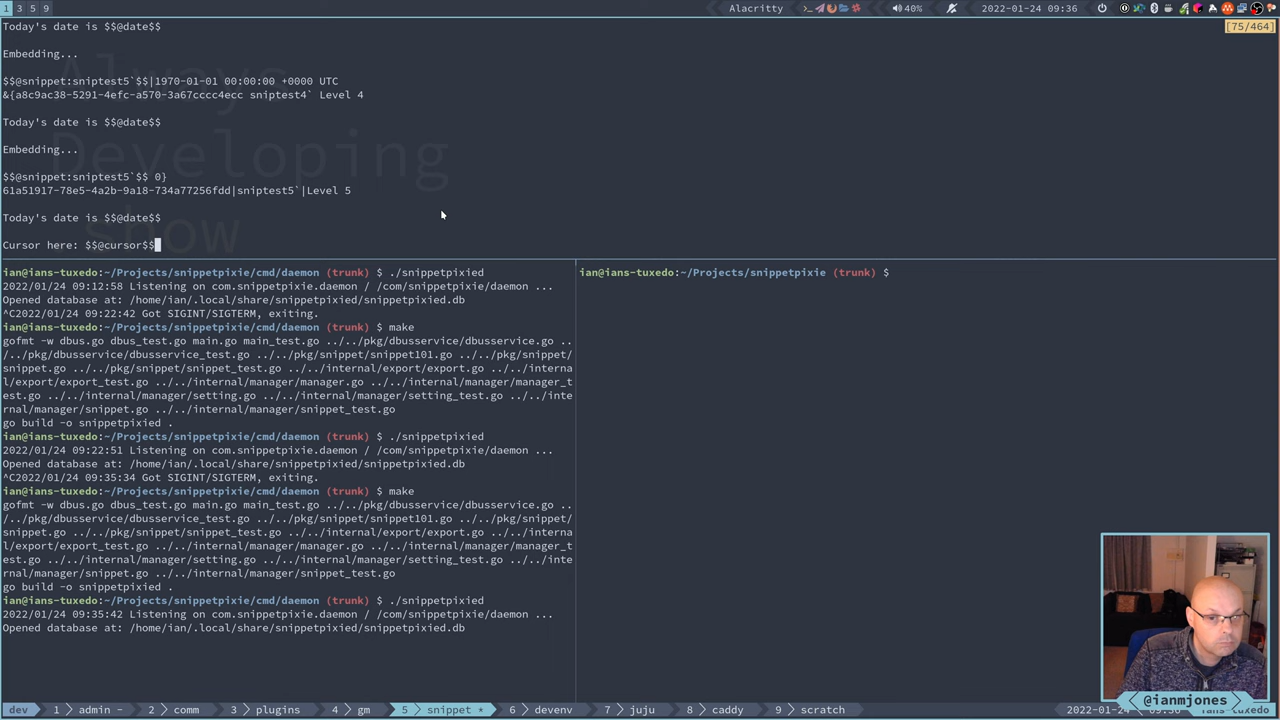 1 3 5 9 Alacritty 40% 2022-01-24 09:36
Today's date is $$@date$$
[75/464]
Embedding...
$$@snippet:sniptest5`$$|1970-01-01 00:00:00 +0000 UTC
&{a8c9ac38-5291-4efc-a570-3a67cccc4ecc sniptest4` Level 4
Always
Today's date is $$@date$$
Embedding...
Developing
$$@snippet:sniptest5`$$ 0}
61a51917-78e5-4a2b-9a18-734a77256fdd|sniptest5`|Level 5
Today's date is $$@date$$
show
Cursor here: $$@cursor$$
ian@ians-tuxedo:~/Projects/snippetpixie/cmd/daemon (trunk) $ ./snippetpixied
2022/01/24 09:12:58 Listening on com.snippetpixie.daemon / /com/snippetpixie/daemon ...
Opened database at: /home/ian/.local/share/snippetpixied/snippetpixied.db
^C2022/01/24 09:22:42 Got SIGINT/SIGTERM, exiting.
ian@ians-tuxedo:~/Projects/snippetpixie/cmd/daemon (trunk) $ make
gofmt -w dbus.go dbus_test.go main.go main_test.go ../../pkg/dbusservice/dbusservice.go ..
/../pkg/dbusservice/dbusservice_test.go ../../pkg/snippet/snippet101.go ../../pkg/snippet/
snippet.go ../../pkg/snippet/snippet_test.go ../../internal/export/export.go ../../interna
l/export/export_test.go ../../internal/manager/manager.go ../../internal/manager/manager_t
est.go ../../internal/manager/setting.go ../../internal/manager/setting_test.go ../../inte
rnal/manager/snippet.go ../../internal/manager/snippet_test.go
go build -o snippetpixied .
ian@ians-tuxedo:~/Projects/snippetpixie/cmd/daemon (trunk) $ ./snippetpixied
2022/01/24 09:22:51 Listening on com.snippetpixie.daemon / /com/snippetpixie/daemon ...
Opened database at: /home/ian/.local/share/snippetpixied/snippetpixied.db
^C2022/01/24 09:35:34 Got SIGINT/SIGTERM, exiting.
ian@ians-tuxedo:~/Projects/snippetpixie/cmd/daemon (trunk) $ make
gofmt -w dbus.go dbus_test.go main.go main_test.go ../../pkg/dbusservice/dbusservice.go ..
/../pkg/dbusservice/dbusservice_test.go ../../pkg/snippet/snippet101.go ../../pkg/snippet/
snippet.go ../../pkg/snippet/snippet_test.go ../../internal/export/export.go ../../interna
l/export/export_test.go ../../internal/manager/manager.go ../../internal/manager/manager_t
est.go ../../internal/manager/setting.go ../../internal/manager/setting_test.go ../../inte
rnal/manager/snippet.go ../../internal/manager/snippet_test.go
go build -o snippetpixied .
ian@ians-tuxedo:~/Projects/snippetpixie/cmd/daemon (trunk) $ ./snippetpixied
2022/01/24 09:35:42 Listening on com.snippetpixie.daemon / /com/snippetpixie/daemon ...
Opened database at: /home/ian/.local/share/snippetpixied/snippetpixied.db
ian@ians-tuxedo:~/Projects/snippetpixie (trunk) $
@ianmjones
dev 1 admin - 2 comm 3 plugins 4 gm 5 snippet * 6 devenv 7 juju 8 caddy 9 scratch